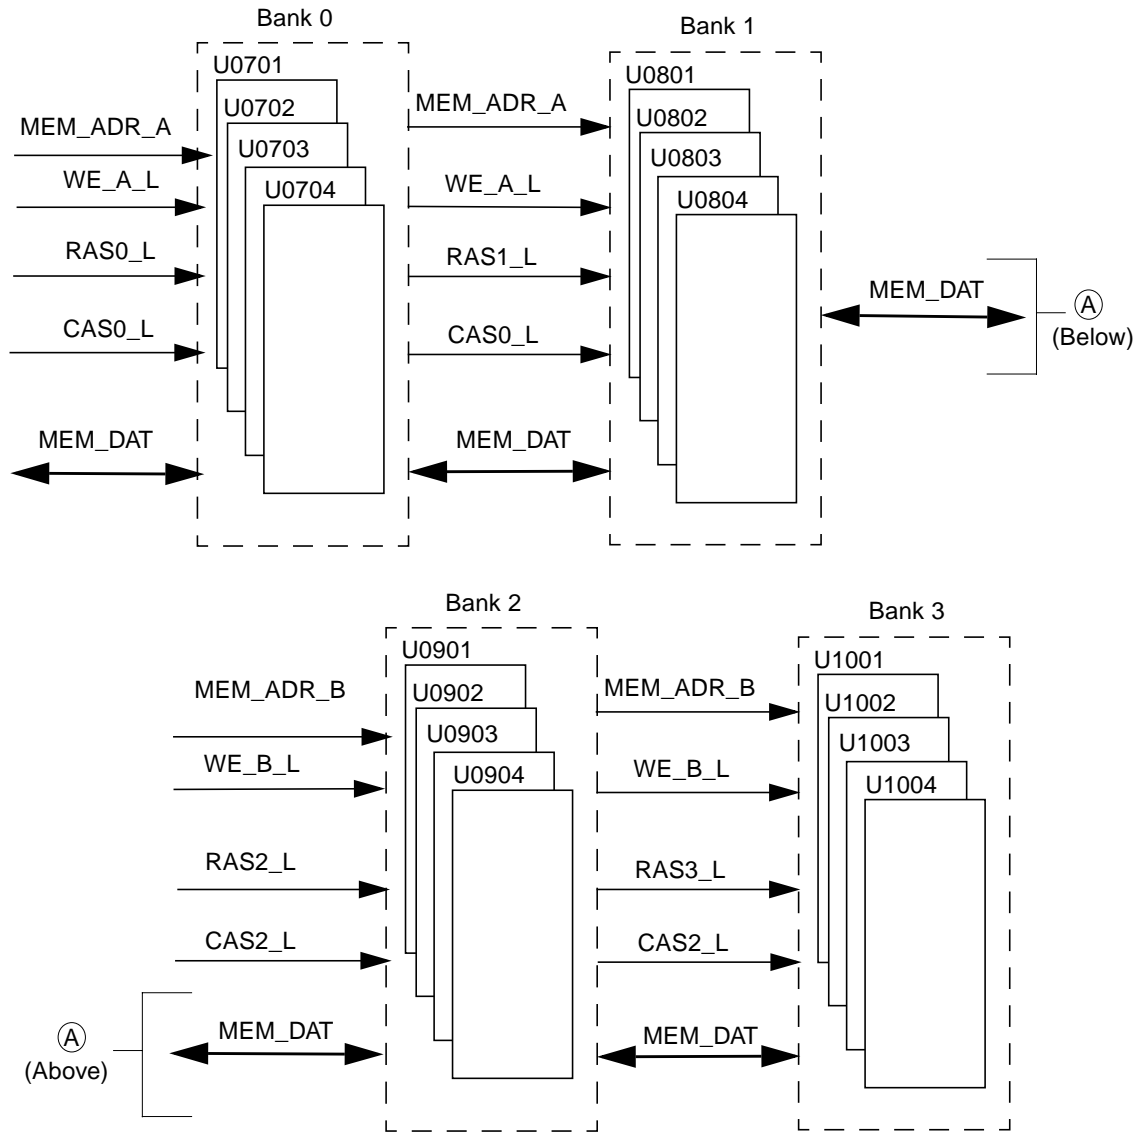 Bank 0
Bank 1
U0701
U0702
U0703
U0704
U0801
U0802
U0803
U0804
MEM_ADR_A
WE_A_L
RAS0_L
CAS0_L
MEM_DAT
MEM_ADR_A
WE_A_L
RAS1_L
CAS0_L
MEM_DAT
MEM_DAT
A
(Below)
Bank 2
Bank 3
U0901
U0902
U0903
U0904
U1001
U1002
U1003
U1004
MEM_ADR_B
WE_B_L
RAS2_L
CAS2_L
MEM_DAT
MEM_ADR_B
WE_B_L
RAS3_L
CAS2_L
MEM_DAT
A
(Above)